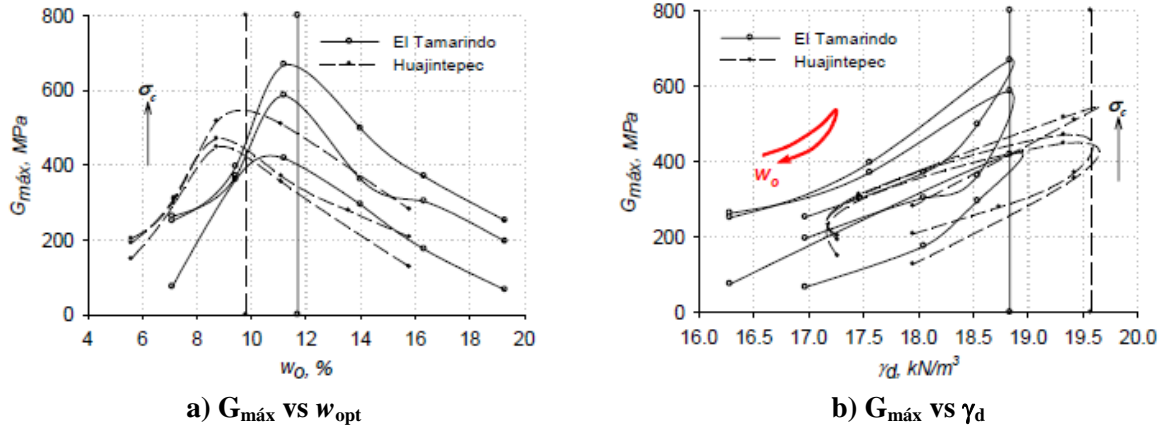 800
600
400
200
0
Gmáx, MPa
σc
El Tamarindo
Huajintepec
4 6 8 10 12 14 16 18 20
wo, %
a) Gmáx vs wopt
800
600
400
200
0
Gmáx, MPa
El Tamarindo
Huajintepec
σc
wo
16.0 16.5 17.0 17.5 18.0 18.5 19.0 19.5 20.0
γd, kN/m³
b) Gmáx vs γd